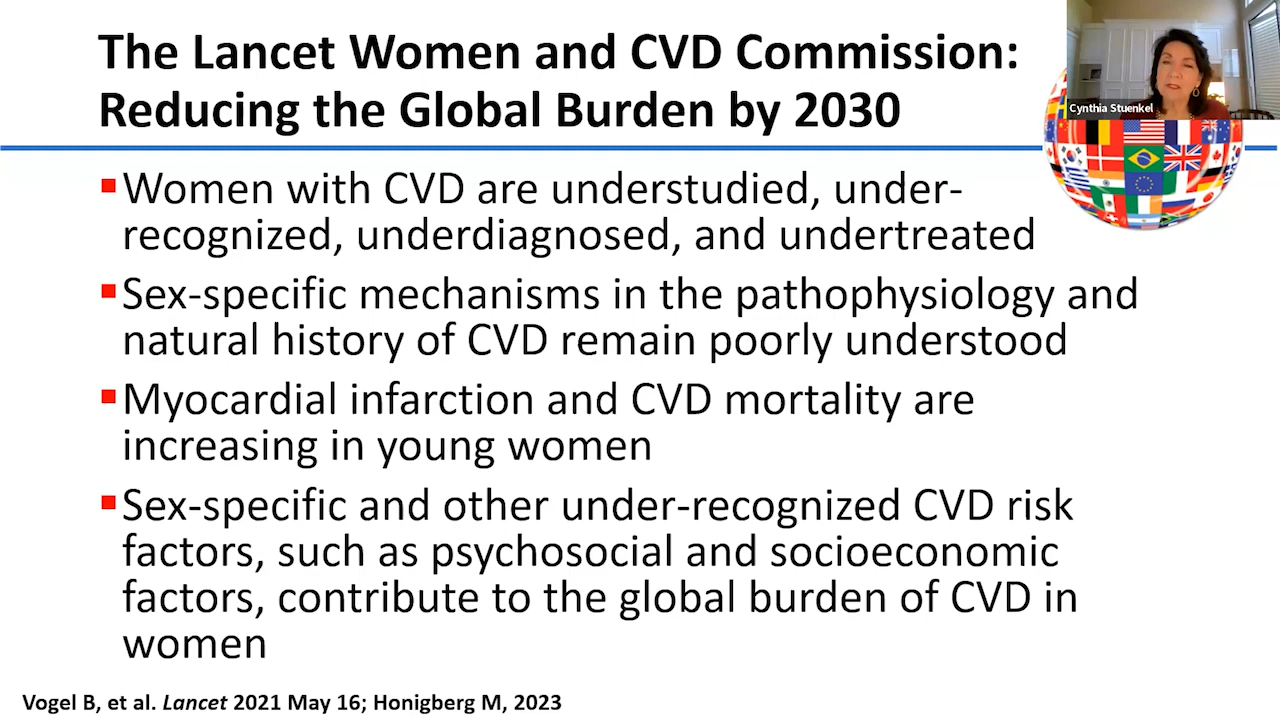 The Lancet Women and CVD Commission:
Reducing the Global Burden by 2030
Cynthia Stuenkel
▪Women with CVD are understudied, under-
recognized, underdiagnosed, and undertreated
▪Sex-specific mechanisms in the pathophysiology and
natural history of CVD remain poorly understood
▪Myocardial infarction and CVD mortality are
increasing in young women
▪Sex-specific and other under-recognized CVD risk
factors, such as psychosocial and socioeconomic
factors, contribute to the global burden of CVD in
women
Vogel B, et al. Lancet 2021 May 16; Honigberg M, 2023